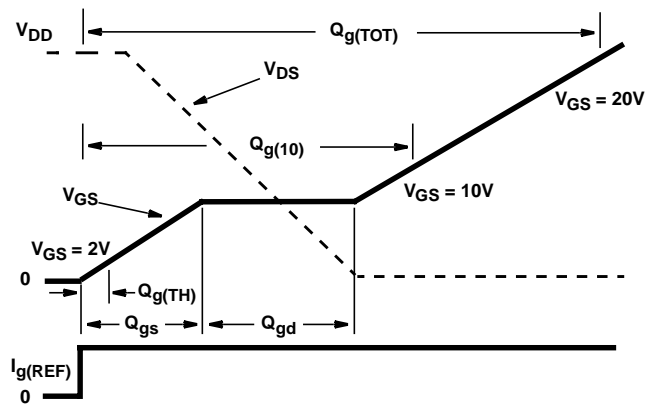 V_DD
Q_g(TOT)
V_DS
V_GS = 20V
Q_g(10)
V_GS
V_GS = 10V
V_GS = 2V
0
Q_g(TH)
Q_gs
Q_gd
I_g(REF)
0